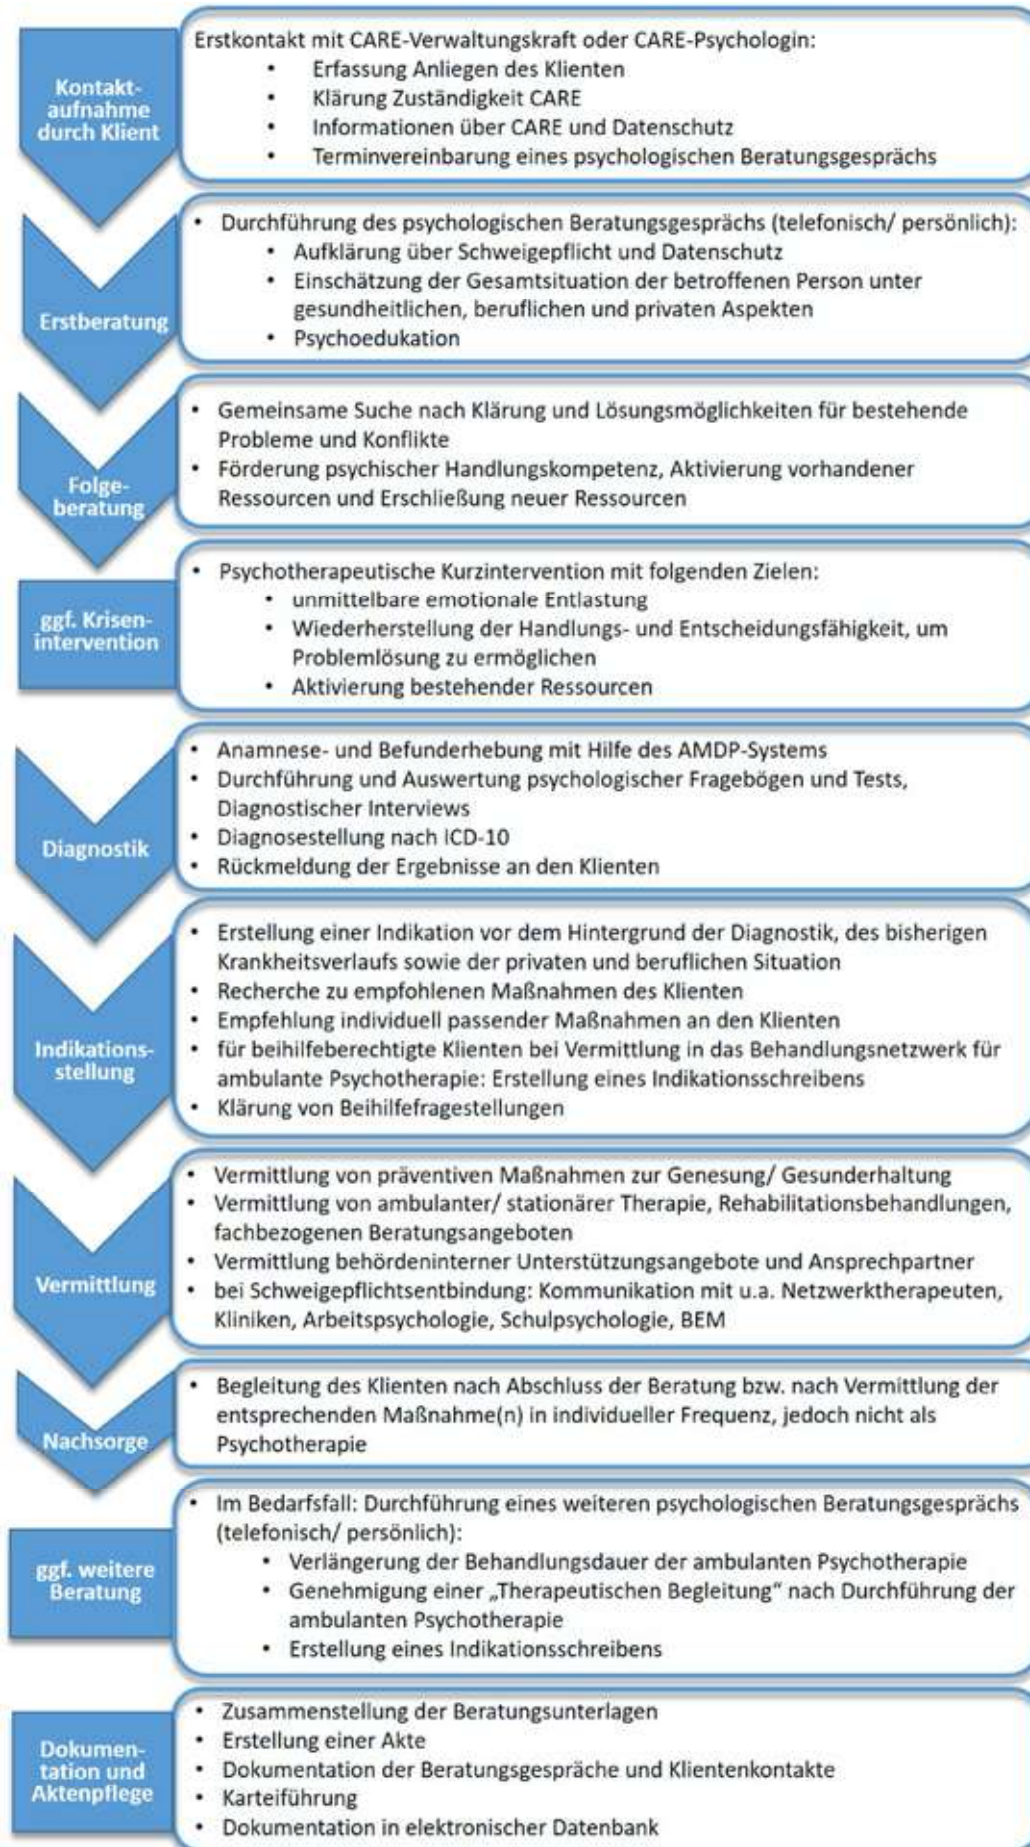 Kontakt-
aufnahme
durch Klient
Erstkontakt mit CARE-Verwaltungskraft oder CARE-Psychologin:
• Erfassung Anliegen des Klienten
• Klärung Zuständigkeit CARE
• Informationen über CARE und Datenschutz
• Terminvereinbarung eines psychologischen Beratungsgesprächs
Erstberatung
• Durchführung des psychologischen Beratungsgesprächs (telefonisch/ persönlich):
• Aufklärung über Schweigepflicht und Datenschutz
• Einschätzung der Gesamtsituation der betroffenen Person unter
gesundheitlichen, beruflichen und privaten Aspekten
• Psychoedukation
Folge-
beratung
• Gemeinsame Suche nach Klärung und Lösungsmöglichkeiten für bestehende
Probleme und Konflikte
• Förderung psychischer Handlungskompetenz, Aktivierung vorhandener
Ressourcen und Erschließung neuer Ressourcen
ggf. Krisen-
intervention
• Psychotherapeutische Kurzintervention mit folgenden Zielen:
• unmittelbare emotionale Entlastung
• Wiederherstellung der Handlungs- und Entscheidungsfähigkeit, um
Problemlösung zu ermöglichen
• Aktivierung bestehender Ressourcen
Diagnostik
• Anamnese- und Befunderhebung mit Hilfe des AMDP-Systems
• Durchführung und Auswertung psychologischer Fragebögen und Tests,
Diagnostischer Interviews
• Diagnosestellung nach ICD-10
• Rückmeldung der Ergebnisse an den Klienten
Indikations-
stellung
• Erstellung einer Indikation vor dem Hintergrund der Diagnostik, des bisherigen
Krankheitsverlaufs sowie der privaten und beruflichen Situation
• Recherche zu empfohlenen Maßnahmen des Klienten
• Empfehlung individuell passender Maßnahmen an den Klienten
• für beihilfeberechtigte Klienten bei Vermittlung in das Behandlungsnetzwerk für
ambulante Psychotherapie: Erstellung eines Indikationsschreibens
• Klärung von Beihilfefragestellungen
Vermittlung
• Vermittlung von präventiven Maßnahmen zur Genesung/ Gesunderhaltung
• Vermittlung von ambulanter/ stationärer Therapie, Rehabilitationsbehandlungen,
fachbezogenen Beratungsangeboten
• Vermittlung behördeninterner Unterstützungsangebote und Ansprechpartner
• bei Schweigepflichtsentbindung: Kommunikation mit u.a. Netzwerktherapeuten,
Kliniken, Arbeitspsychologie, Schulpsychologie, BEM
Nachsorge
• Begleitung des Klienten nach Abschluss der Beratung bzw. nach Vermittlung der
entsprechenden Maßnahme(n) in individueller Frequenz, jedoch nicht als
Psychotherapie
ggf. weitere
Beratung
• Im Bedarfsfall: Durchführung eines weiteren psychologischen Beratungsgesprächs
(telefonisch/ persönlich):
• Verlängerung der Behandlungsdauer der ambulanten Psychotherapie
• Genehmigung einer „Therapeutischen Begleitung“ nach Durchführung der
ambulanten Psychotherapie
• Erstellung eines Indikationsschreibens
Dokumen-
tation und
Aktenpflege
• Zusammenstellung der Beratungsunterlagen
• Erstellung einer Akte
• Dokumentation der Beratungsgespräche und Klientenkontakte
• Karteiführung
• Dokumentation in elektronischer Datenbank